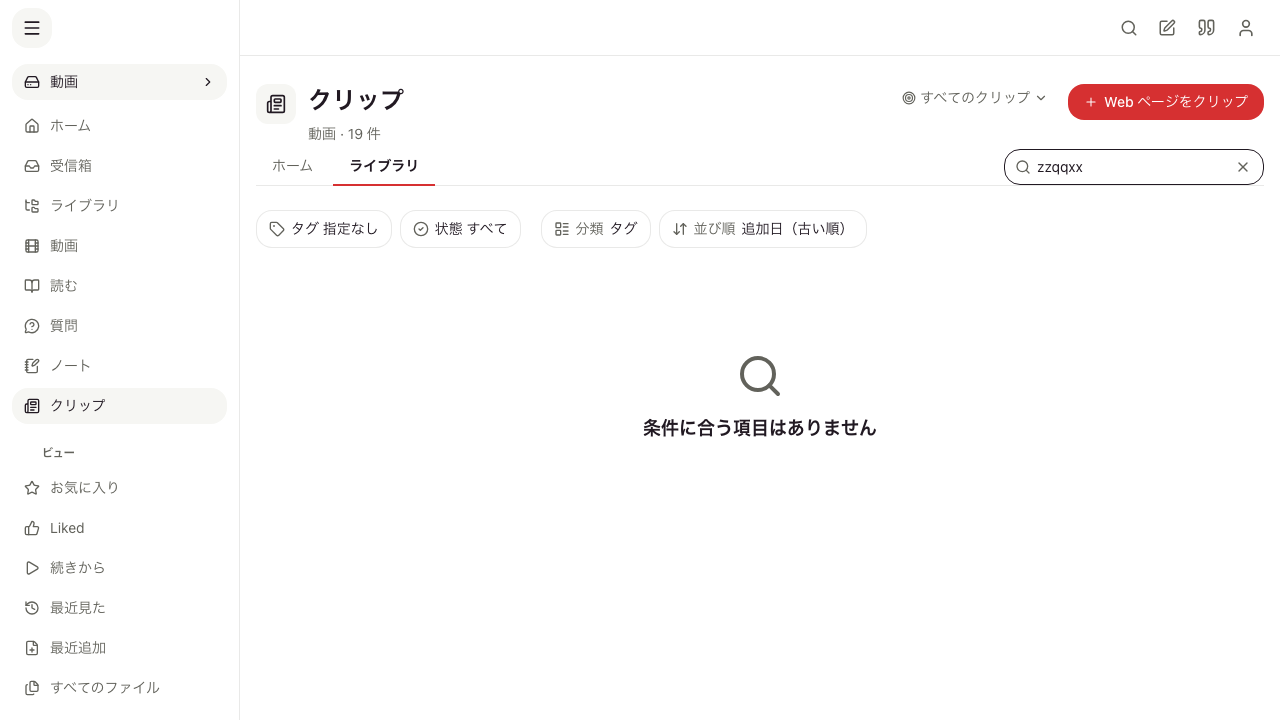 動画
ホーム
受信箱
ライブラリ
動画
読む
質問
ノート
クリップ
ビュー
お気に入り
Liked
続きから
最近見た
最近追加
すべてのファイル
クリップ
動画 · 19 件
すべてのクリップ
Web ページをクリップ
ホーム
ライブラリ
zzqqxx
タグ 指定なし
状態 すべて
分類 タグ
並び順 追加日（古い順）
条件に合う項目はありません